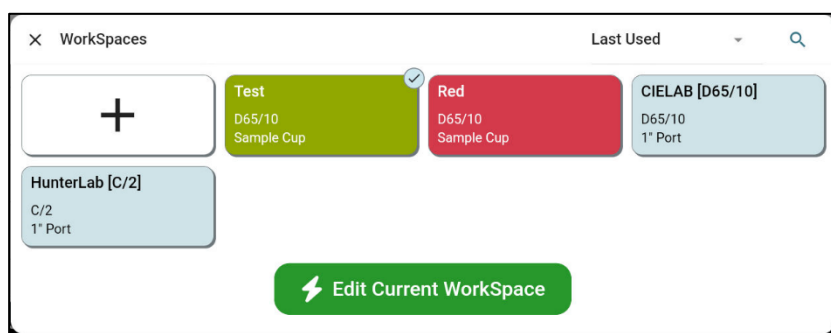 WorkSpaces
Last Used
Test
D65/10
Sample Cup
Red
D65/10
Sample Cup
CIELAB [D65/10]
D65/10
1" Port
HunterLab [C/2]
C/2
1" Port
Edit Current WorkSpace